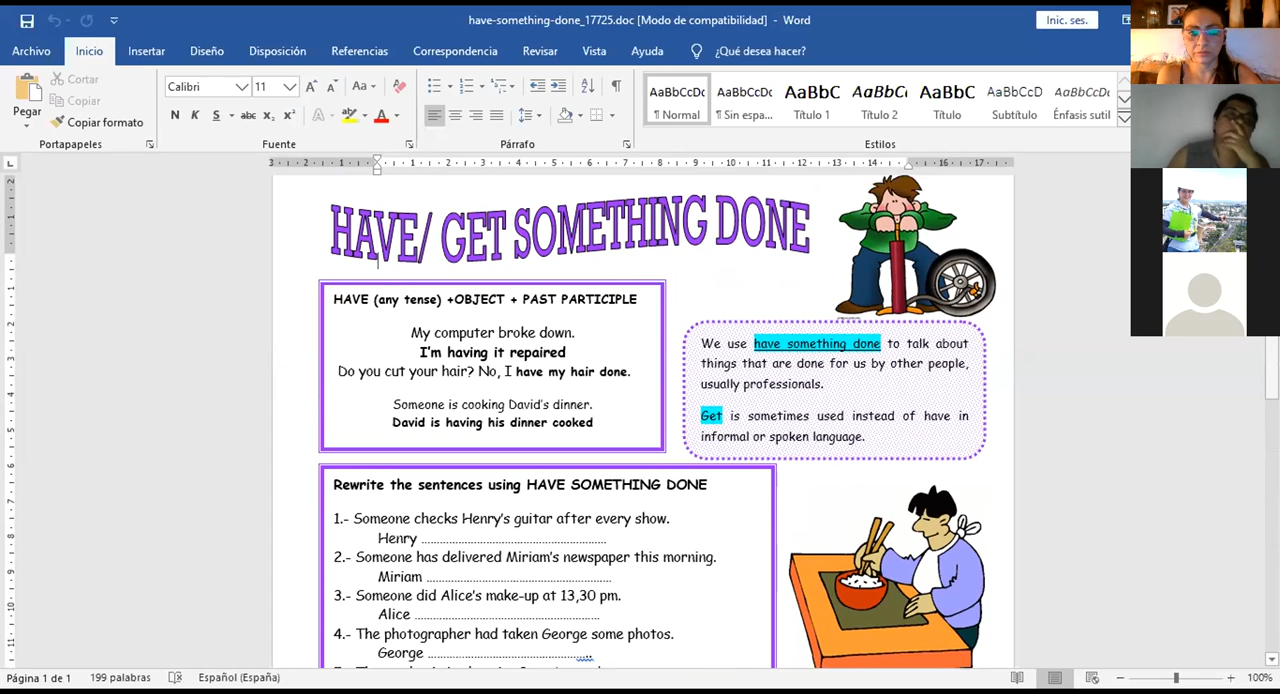 have-something-done_17725.doc [Modo de compatibilidad] - Word
Inic. ses.
Archivo Inicio Insertar Diseño Disposición Referencias Correspondencia Revisar Vista Ayuda ¿Qué desea hacer?
Pegar
Cortar
Copiar
Copiar formato
Portapapeles
Calibri 11
Fuente
Párrafo
AaBbCcDc AaBbCcDc AaBbC AaBbC AaBbC AaBbCcD AaBbCcD
¶ Normal ¶ Sin espa... Título 1 Título 2 Título Subtítulo Énfasis sutil
Estilos
HAVE/ GET SOMETHING DONE
HAVE (any tense) +OBJECT + PAST PARTICIPLE
My computer broke down.
I'm having it repaired
Do you cut your hair? No, I have my hair done.
Someone is cooking David's dinner.
David is having his dinner cooked
We use have something done to talk about
things that are done for us by other people,
usually professionals.
Get is sometimes used instead of have in
informal or spoken language.
Rewrite the sentences using HAVE SOMETHING DONE
1.- Someone checks Henry's guitar after every show.
Henry ...........................................................
2.- Someone has delivered Miriam's newspaper this morning.
Miriam ...........................................................
3.- Someone did Alice's make-up at 13,30 pm.
Alice ...........................................................
4.- The photographer had taken George some photos.
George .......................................................
Página 1 de 1 199 palabras Español (España) 100%